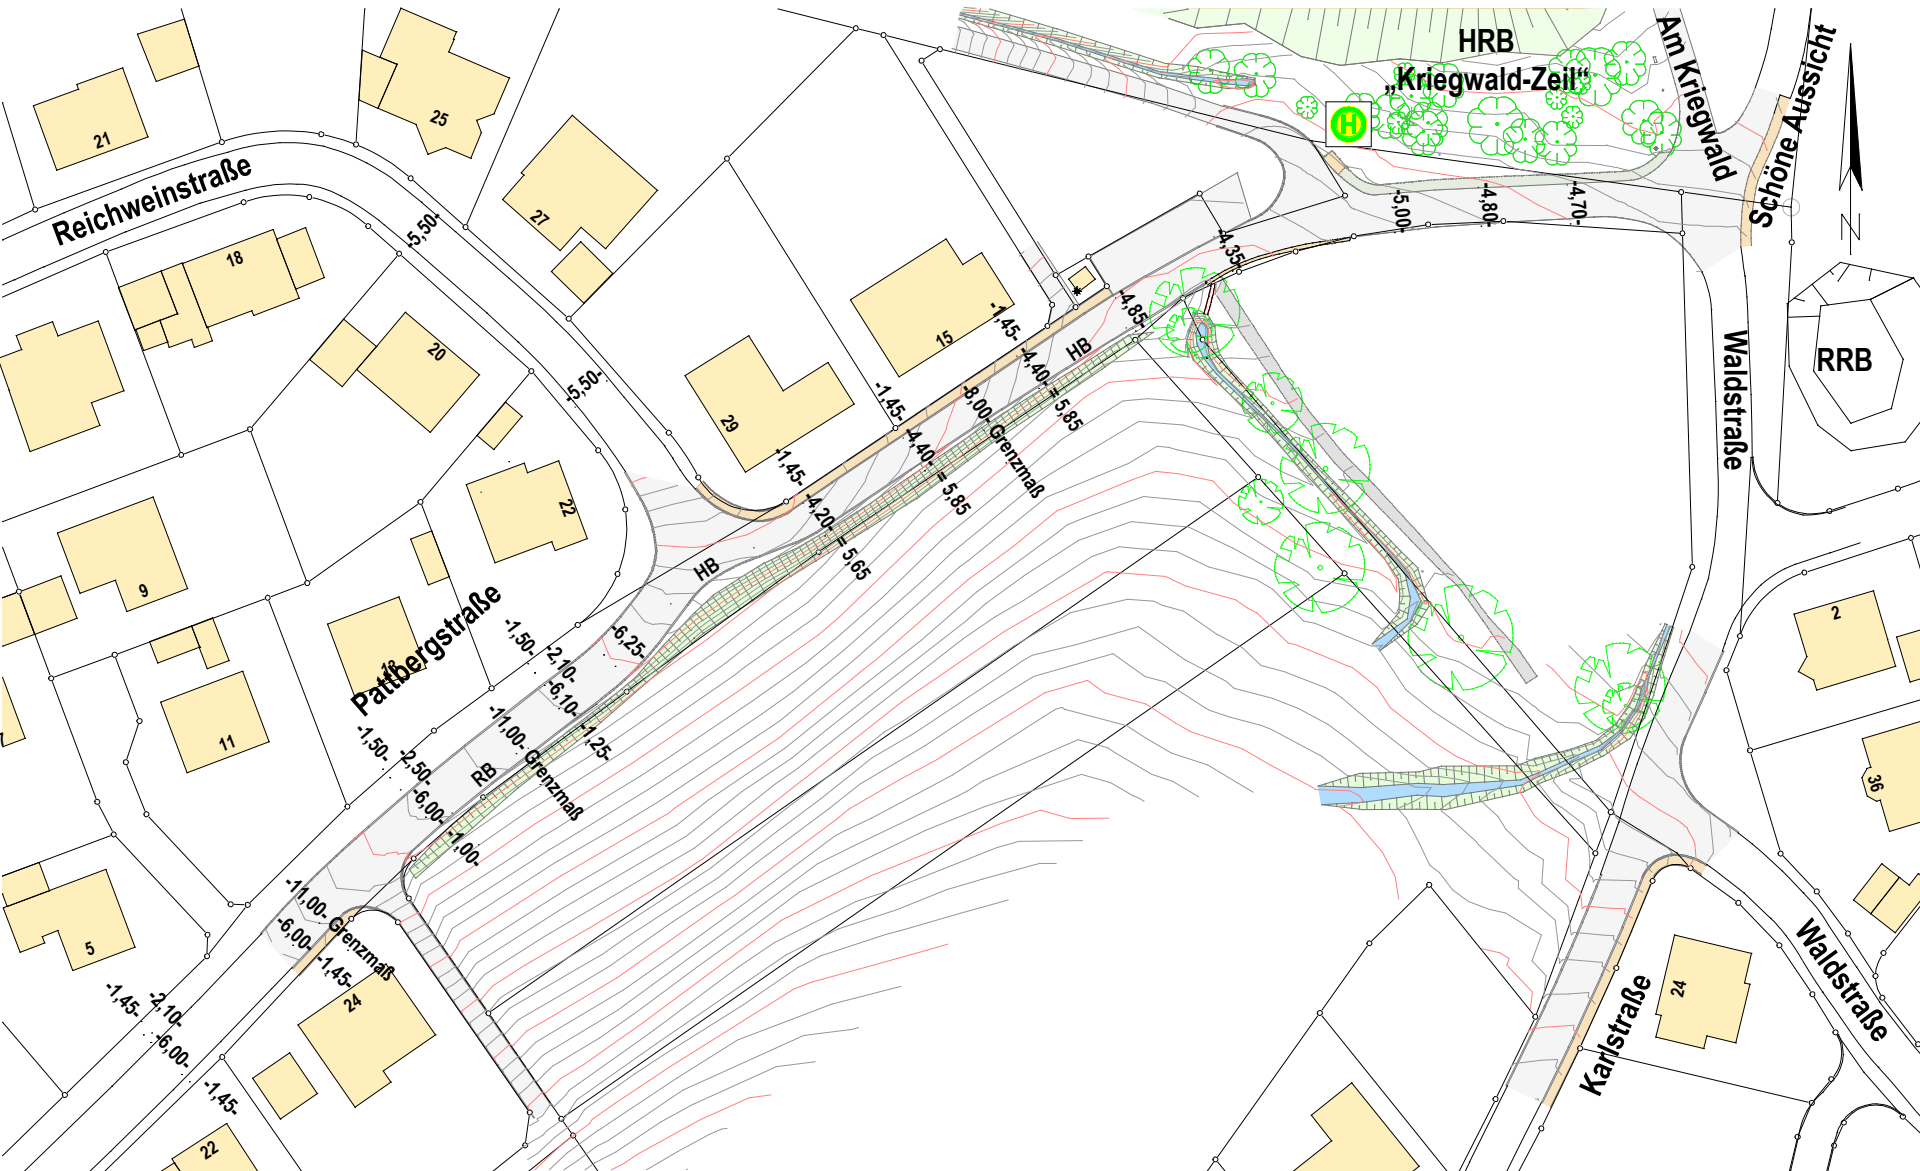 HRB
„Kriegwald-Zeil“
H
Am Kriegwald
Schöne Aussicht
N
21
25
Reichweinstraße
-5,50-
27
18
-5,00-
-4,80-
-4,70-
-4,35-
-4,85-
15
-1,45-
-4,40- = 5,85
HB
20
-5,50-
29
-1,45-
-8,00- Grenzmaß
-4,40- = 5,85
-1,45-
-4,20- = 5,65
Waldstraße
RRB
22
HB
9
Pattbergstraße
13
-1,50-
-2,10-
-6,10-
-1,25-
-6,25-
2
11
-1,50-
-2,50-
-6,00-
-1,00-
-11,00- Grenzmaß
RB
36
5
-11,00- Grenzmaß
-6,00-
-1,45-
24
-1,45-
-2,10-
-6,00-
-1,45-
22
Karlstraße
24
Waldstraße